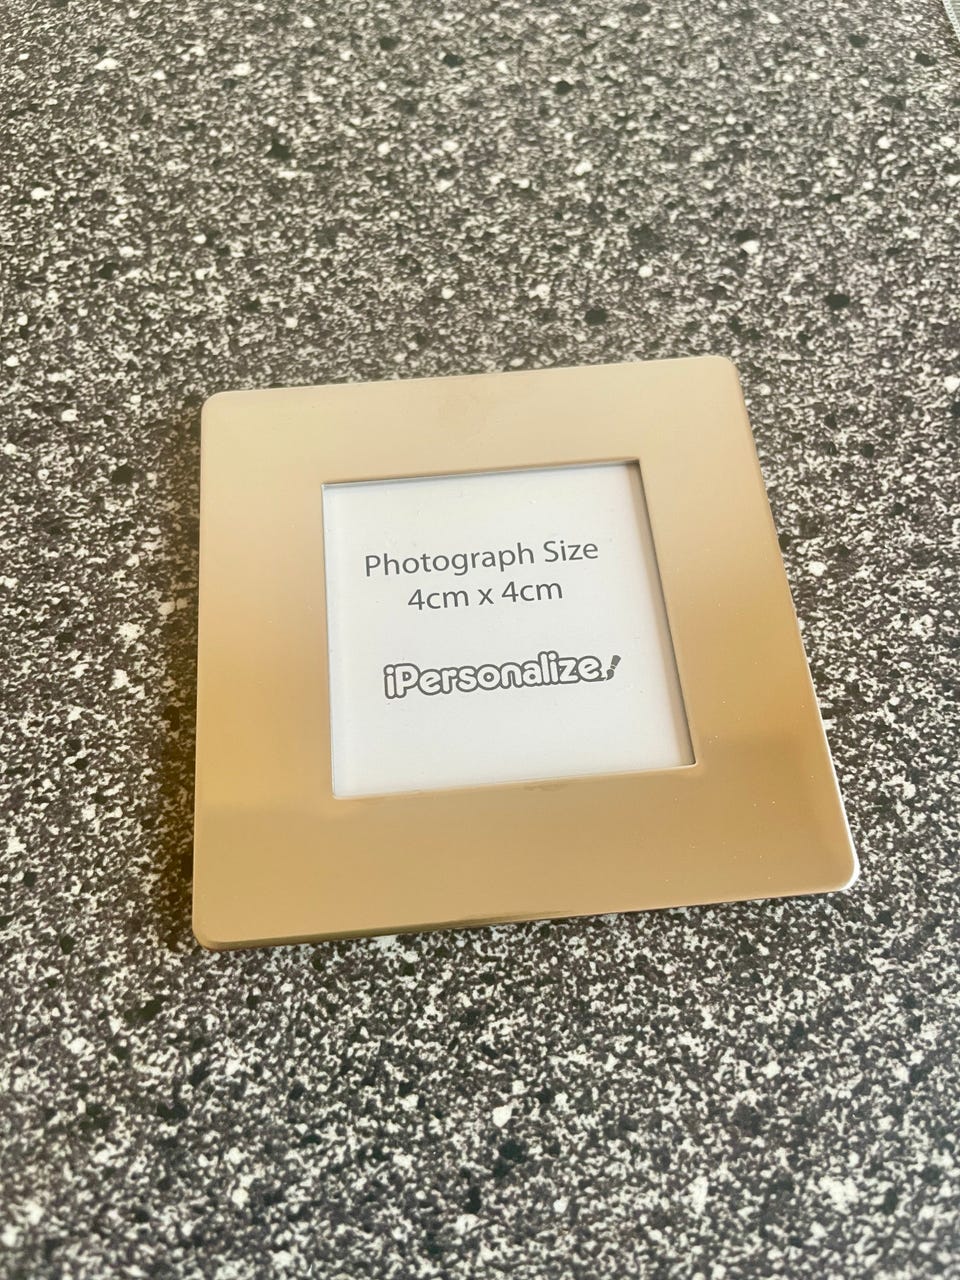 Photograph Size
4cm x 4cm
iPersonalize